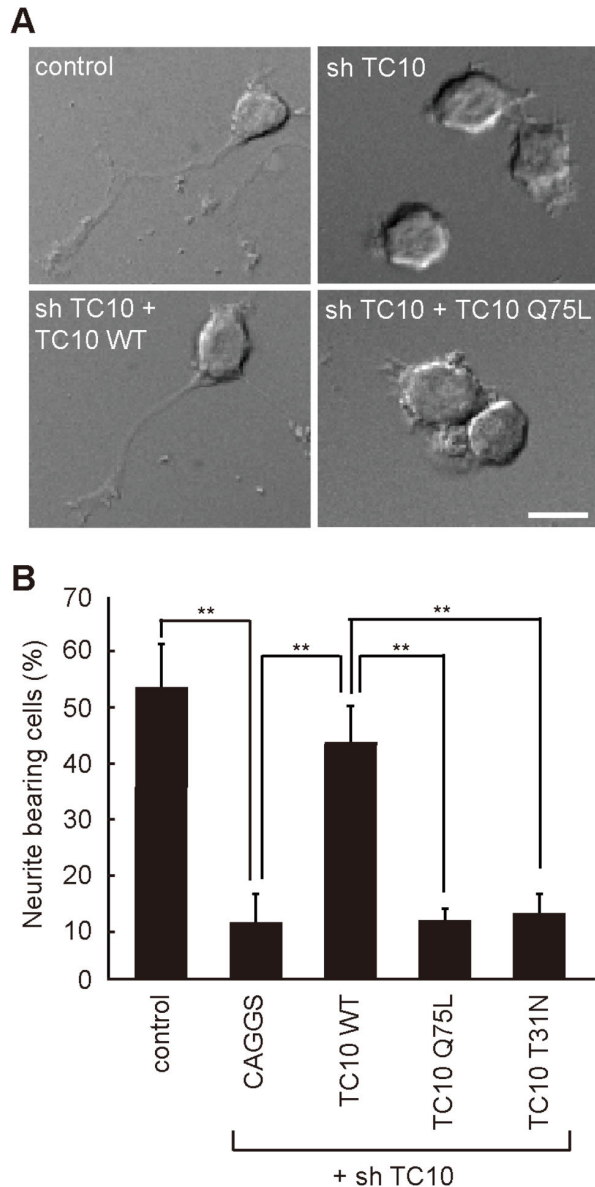 A
control
sh TC10
sh TC10 +
TC10 WT
sh TC10 + TC10 Q75L
B
Neurite bearing cells (%)
70
60
50
40
30
20
10
0
**
**
**
**
control
CAGGS
TC10 WT
TC10 Q75L
TC10 T31N
+ sh TC10